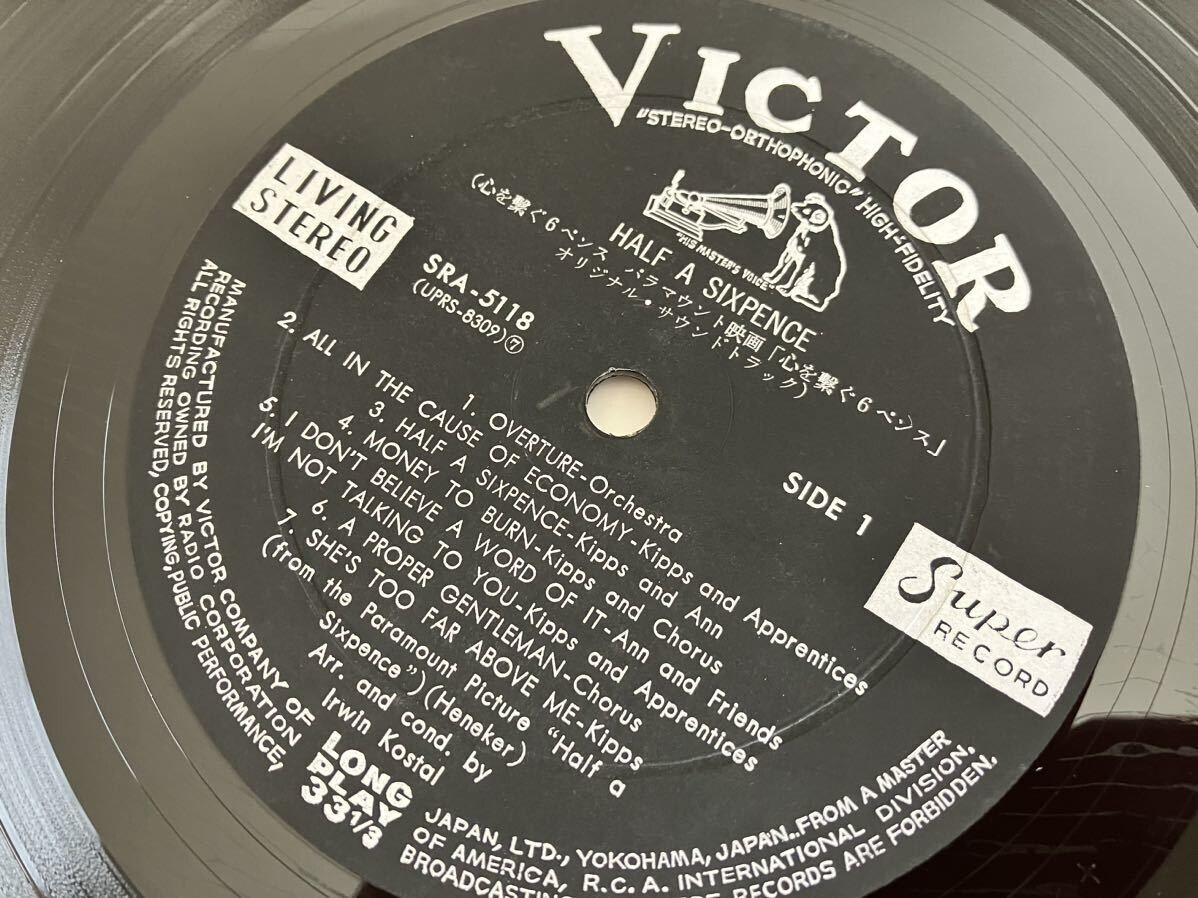 VICTOR
"STEREO-ORTHOPHONIC" HIGH-FIDELITY
"HIS MASTER'S VOICE"
LIVING
STEREO
HALF A SIXPENCE
(心を繋ぐ6ペンス パラマウント映画「心を繋ぐ6ペンス」
オリジナル・サウンドトラック)
SRA-5118
(UPRS-8309)⑦
SIDE 1
Super
RECORD
1. OVERTURE-Orchestra
2. ALL IN THE CAUSE OF ECONOMY-Kipps and Apprentices
3. HALF A SIXPENCE-Kipps and Ann
4. MONEY TO BURN-Kipps and Chorus
5. I DON'T BELIEVE A WORD OF IT-Ann and Friends
I'M NOT TALKING TO YOU-Kipps and Apprentices
6. A PROPER GENTLEMAN-Chorus
7. SHE'S TOO FAR ABOVE ME-Kipps
(from the Paramount Picture "Half a
Sixpence") (Heneker)
Arr. and cond. by
Irwin Kostal
LONG
PLAY
33 1/3
MANUFACTURED BY VICTOR COMPANY OF JAPAN, LTD., YOKOHAMA, JAPAN. FROM A MASTER
RECORDING OWNED BY RADIO CORPORATION OF AMERICA, R.C.A. INTERNATIONAL DIVISION.
ALL RIGHTS RESERVED, COPYING, PUBLIC PERFORMANCE, BROADCASTING RECORDS ARE FORBIDDEN.